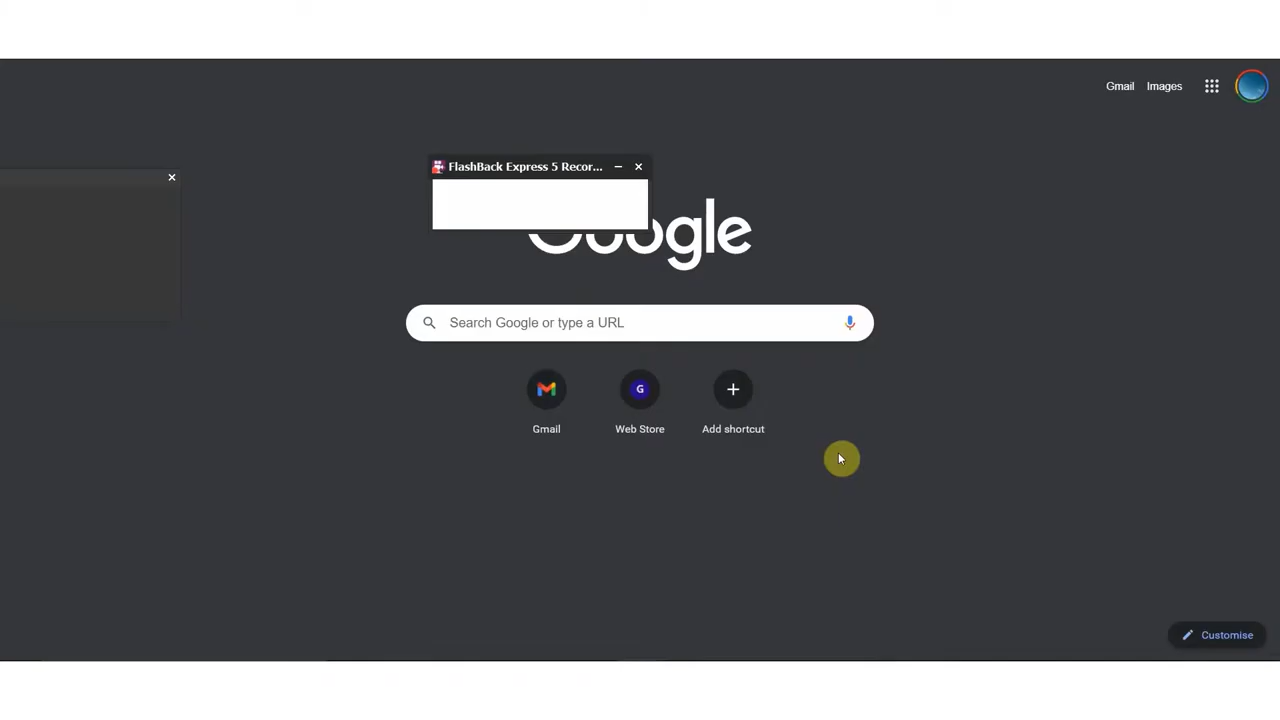 Gmail Images
FlashBack Express 5 Recor...
Google
Search Google or type a URL
G
Gmail Web Store Add shortcut
Customise